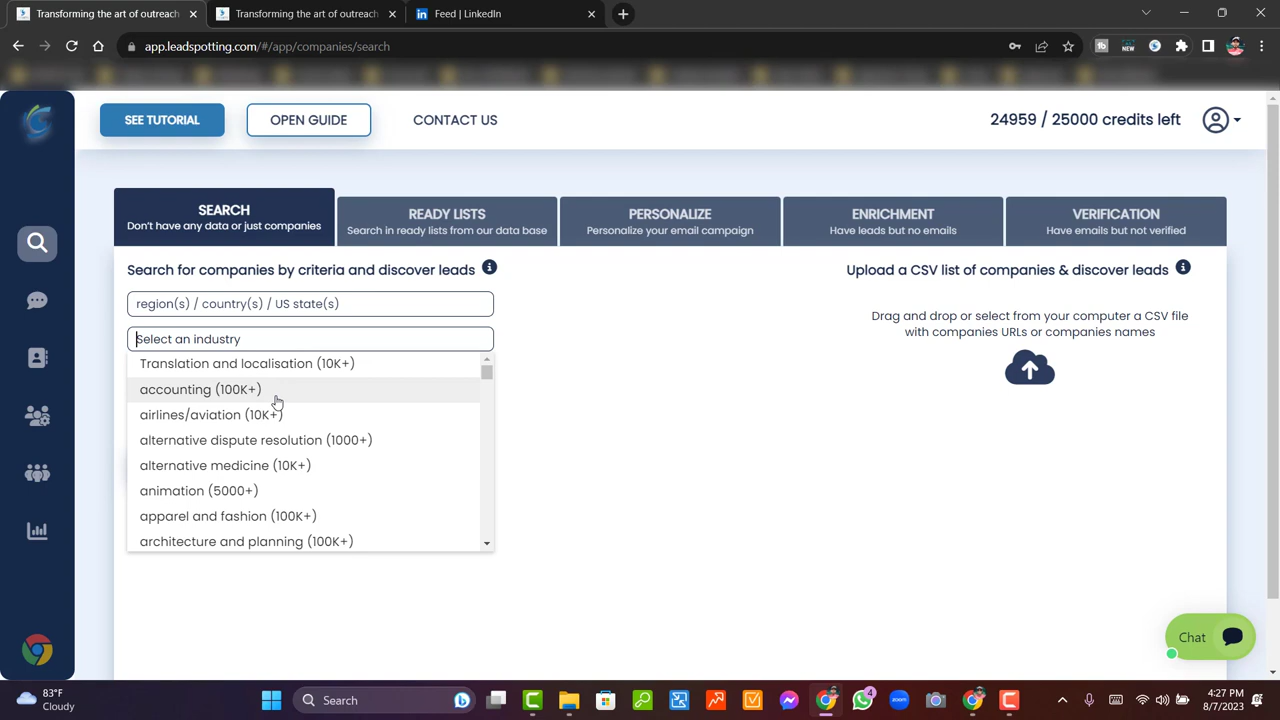 Transforming the art of outreach
Transforming the art of outreach
Feed | LinkedIn
app.leadspotting.com/#/app/companies/search
SEE TUTORIAL
OPEN GUIDE
CONTACT US
24959 / 25000 credits left
SEARCH
Don't have any data or just companies
READY LISTS
Search in ready lists from our data base
PERSONALIZE
Personalize your email campaign
ENRICHMENT
Have leads but no emails
VERIFICATION
Have emails but not verified
Search for companies by criteria and discover leads
region(s) / country(s) / US state(s)
Select an industry
Translation and localisation (10K+)
accounting (100K+)
airlines/aviation (10K+)
alternative dispute resolution (1000+)
alternative medicine (10K+)
animation (5000+)
apparel and fashion (100K+)
architecture and planning (100K+)
Upload a CSV list of companies & discover leads
Drag and drop or select from your computer a CSV file
with companies URLs or companies names
Chat
83°F
Cloudy
Search
4
4:27 PM
8/7/2023